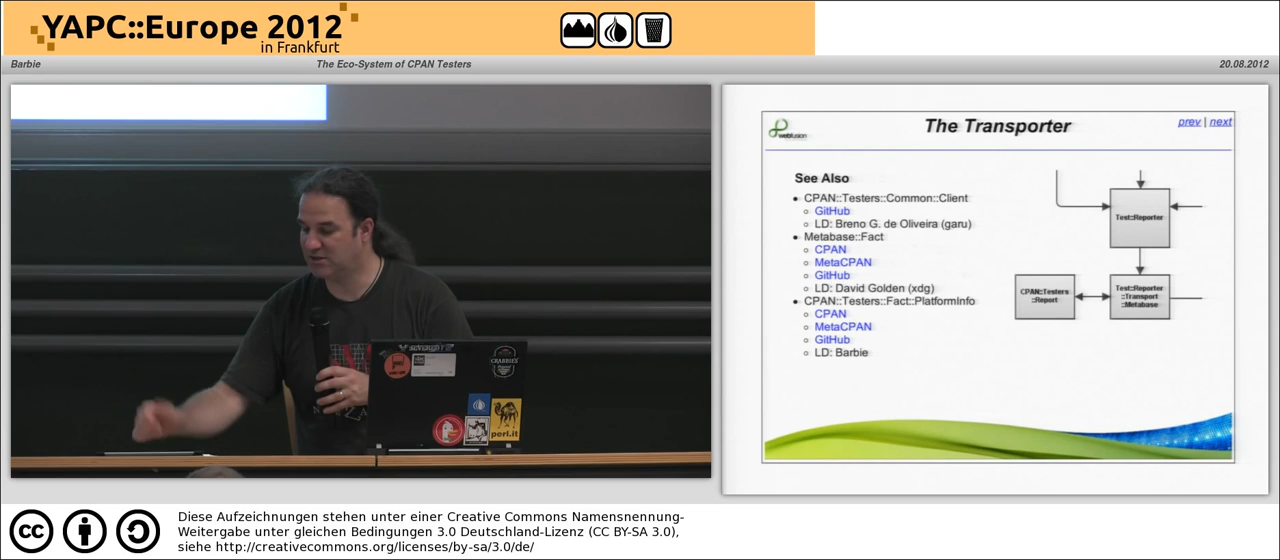 YAPC::Europe 2012
in Frankfurt
Barbie
The Eco-System of CPAN Testers
20.08.2012
webfusion
The Transporter
prev | next
See Also
CPAN::Testers::Common::Client
GitHub
LD: Breno G. de Oliveira (garu)
Metabase::Fact
CPAN
MetaCPAN
GitHub
LD: David Golden (xdg)
CPAN::Testers::Fact::PlatformInfo
CPAN
MetaCPAN
GitHub
LD: Barbie
Test::Reporter
CPAN::Testers
::Report
Test::Reporter
::Transport
::Metabase
CRABBIE'S
perl.it
cc
Diese Aufzeichnungen stehen unter einer Creative Commons Namensnennung-
Weitergabe unter gleichen Bedingungen 3.0 Deutschland-Lizenz (CC BY-SA 3.0),
siehe http://creativecommons.org/licenses/by-sa/3.0/de/